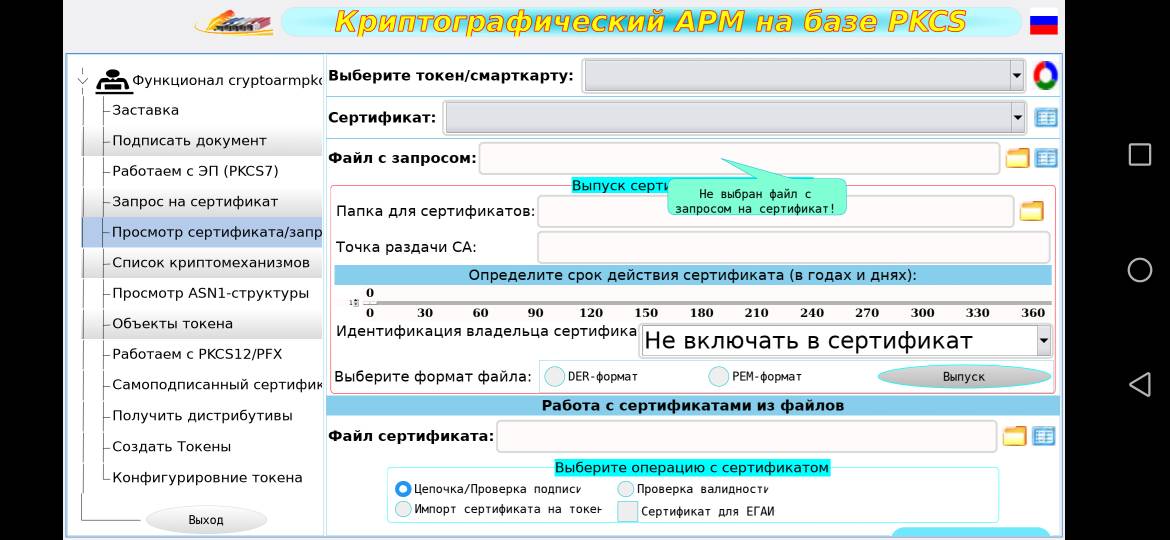 Криптографический АРМ на базе PKCS
Функционал cryptoarmpkc
Заставка
Подписать документ
Работаем с ЭП (PKCS7)
Запрос на сертификат
Просмотр сертификата/запр
Список криптомеханизмов
Просмотр ASN1-структуры
Объекты токена
Работаем с PKCS12/PFX
Самоподписанный сертифик
Получить дистрибутивы
Создать Токены
Конфигурировние токена
Выход
Выберите токен/смарткарту:
Сертификат:
Файл с запросом:
Выпуск серти
Не выбран файл с
запросом на сертификат!
Папка для сертификатов:
Точка раздачи CA:
Определите срок действия сертификата (в годах и днях):
0
1
0 30 60 90 120 150 180 210 240 270 300 330 360
Идентификация владельца сертифика
Не включать в сертификат
Выберите формат файла:
DER-формат
PEM-формат
Выпуск
Работа с сертификатами из файлов
Файл сертификата:
Выберите операцию с сертификатом
Цепочка/Проверка подписи
Проверка валидности
Импорт сертификата на токен
Сертификат для ЕГАИ